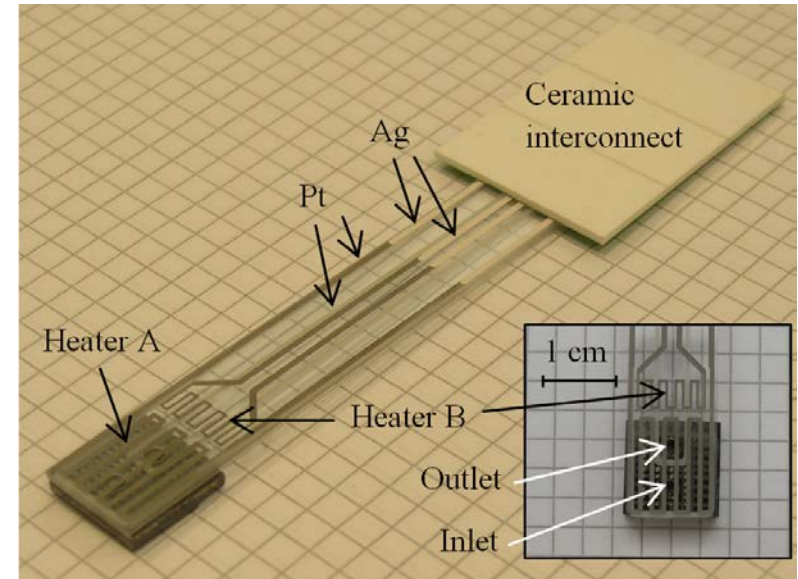 Ceramic
interconnect
Ag
Pt
Heater A
1 cm
Heater B
Outlet
Inlet